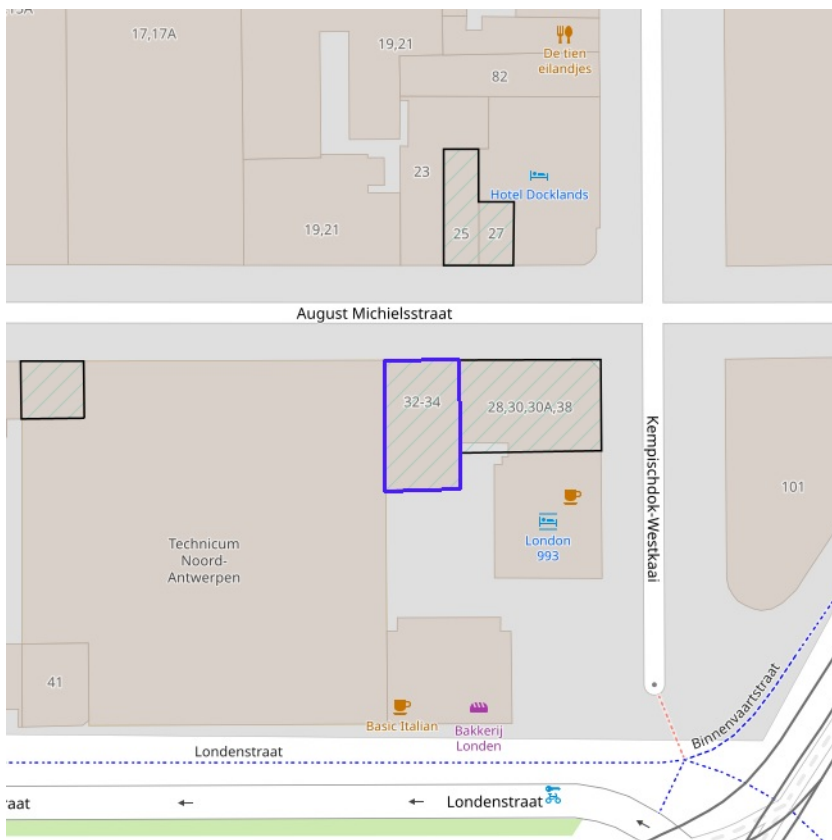 17,17A
19,21
De tien
eilandjes
82
23
Hotel Docklands
19,21
25
27
August Michielsstraat
32-34
28,30,30A,38
Kempischdok-Westkaai
101
London
993
Technicum
Noord-
Antwerpen
41
Basic Italian
Bakkerij
Londen
Binnenvaartstraat
Londenstraat
raat
Londenstraat